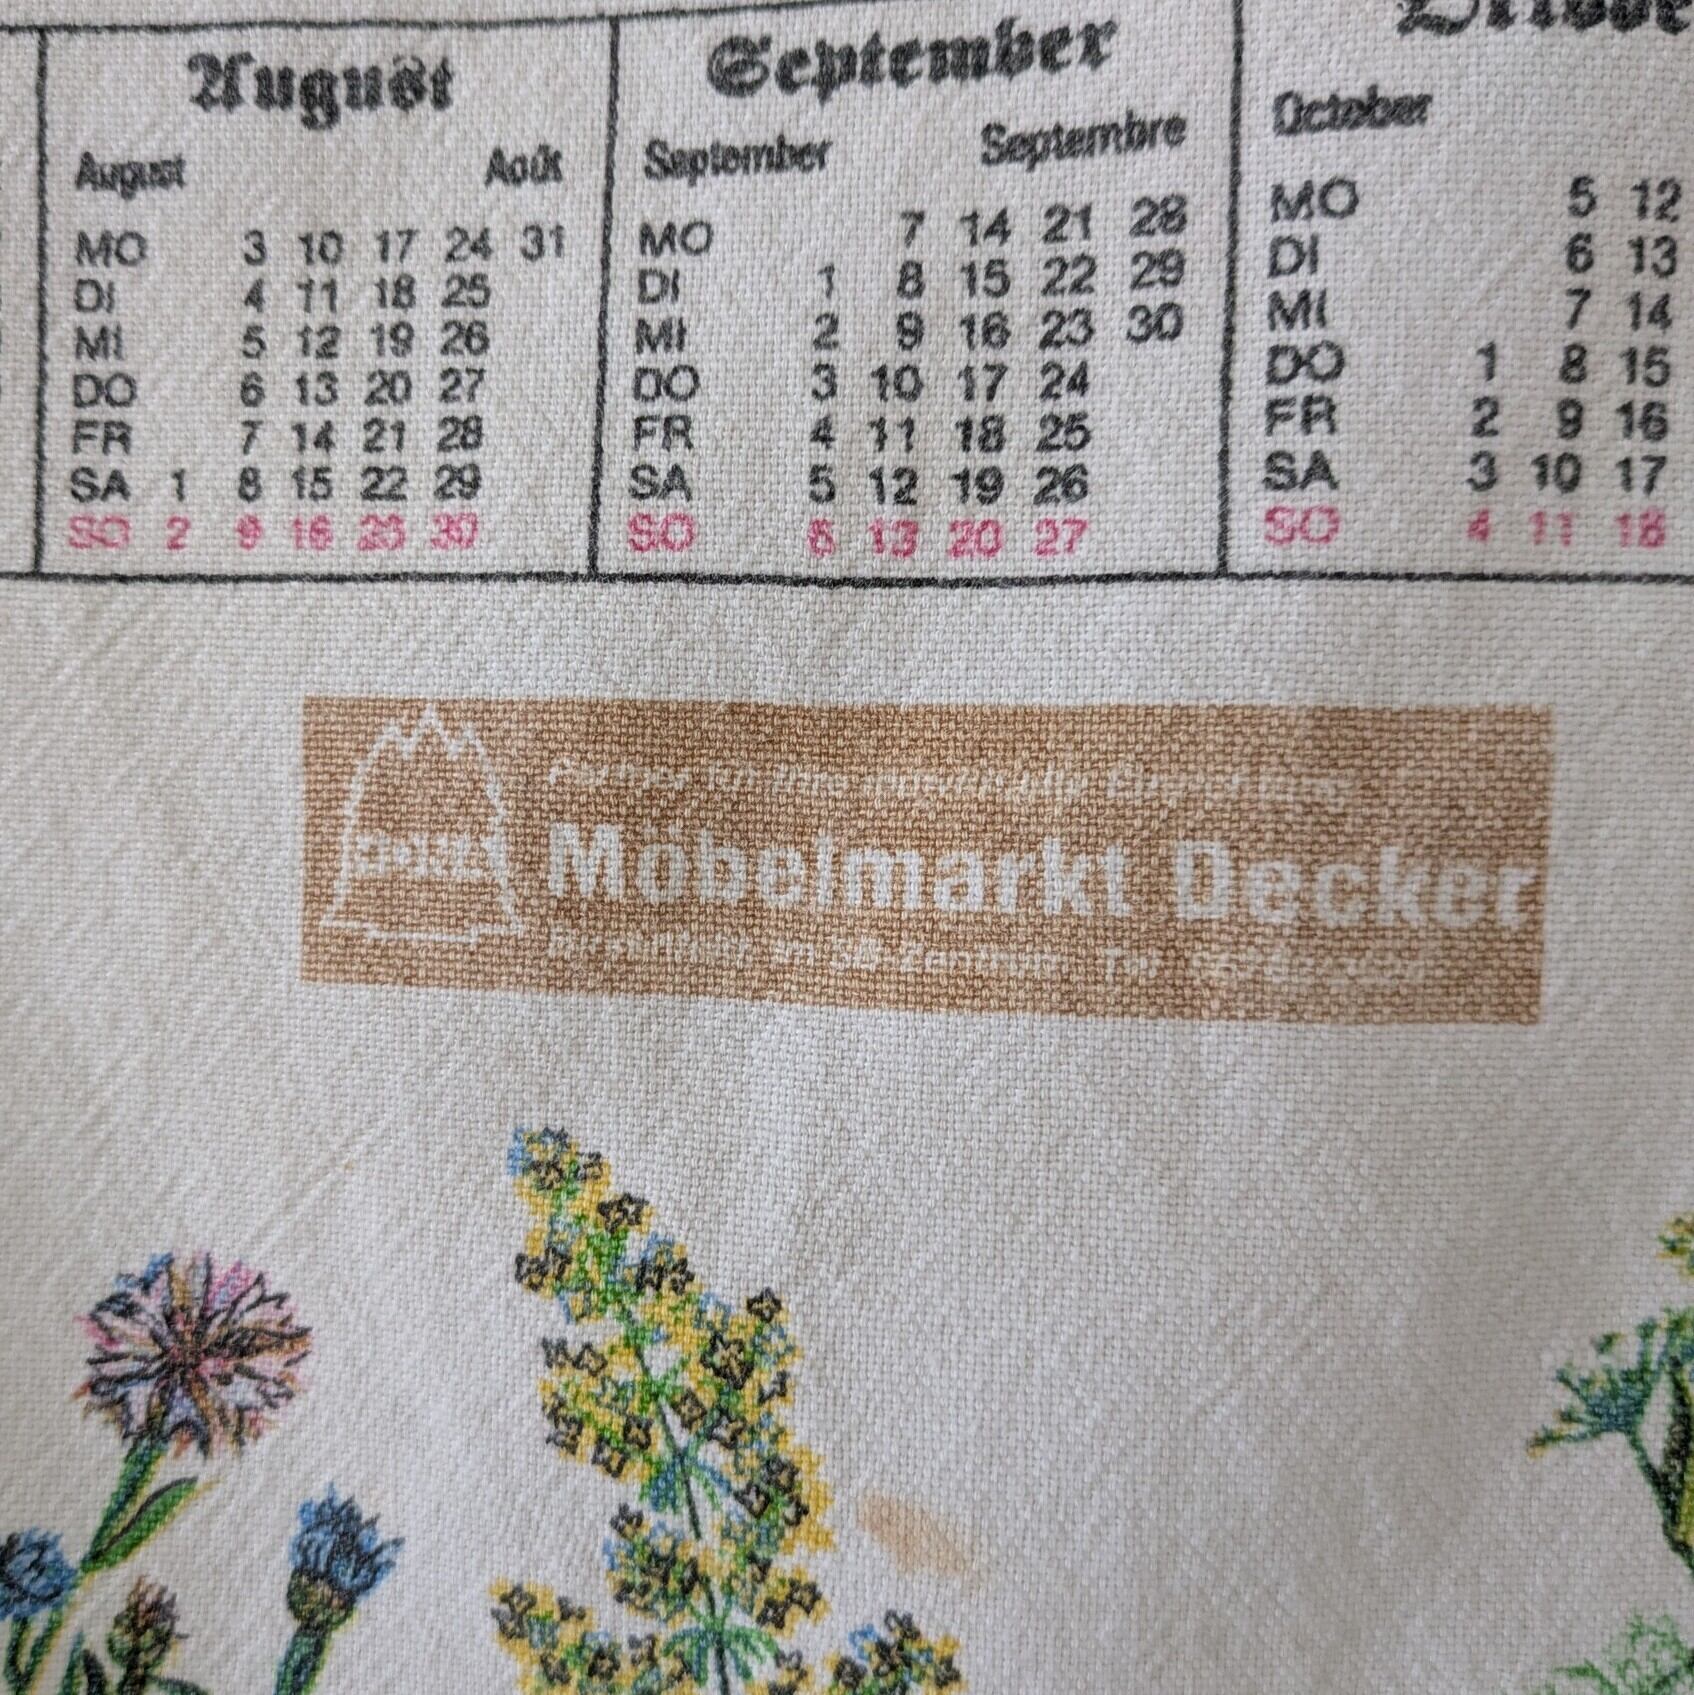 August
August Août
MO 3 10 17 24 31
DI 4 11 18 25
MI 5 12 19 26
DO 6 13 20 27
FR 7 14 21 28
SA 1 8 15 22 29
SO 2 9 16 23 30
September
September Septembre
MO 7 14 21 28
DI 1 8 15 22 29
MI 2 9 16 23 30
DO 3 10 17 24
FR 4 11 18 25
SA 5 12 19 26
SO 6 13 20 27
October
MO 5 12
DI 6 13
MI 7 14
DO 1 8 15
FR 2 9 16
SA 3 10 17
SO 4 11 18
Möbelmarkt Decker